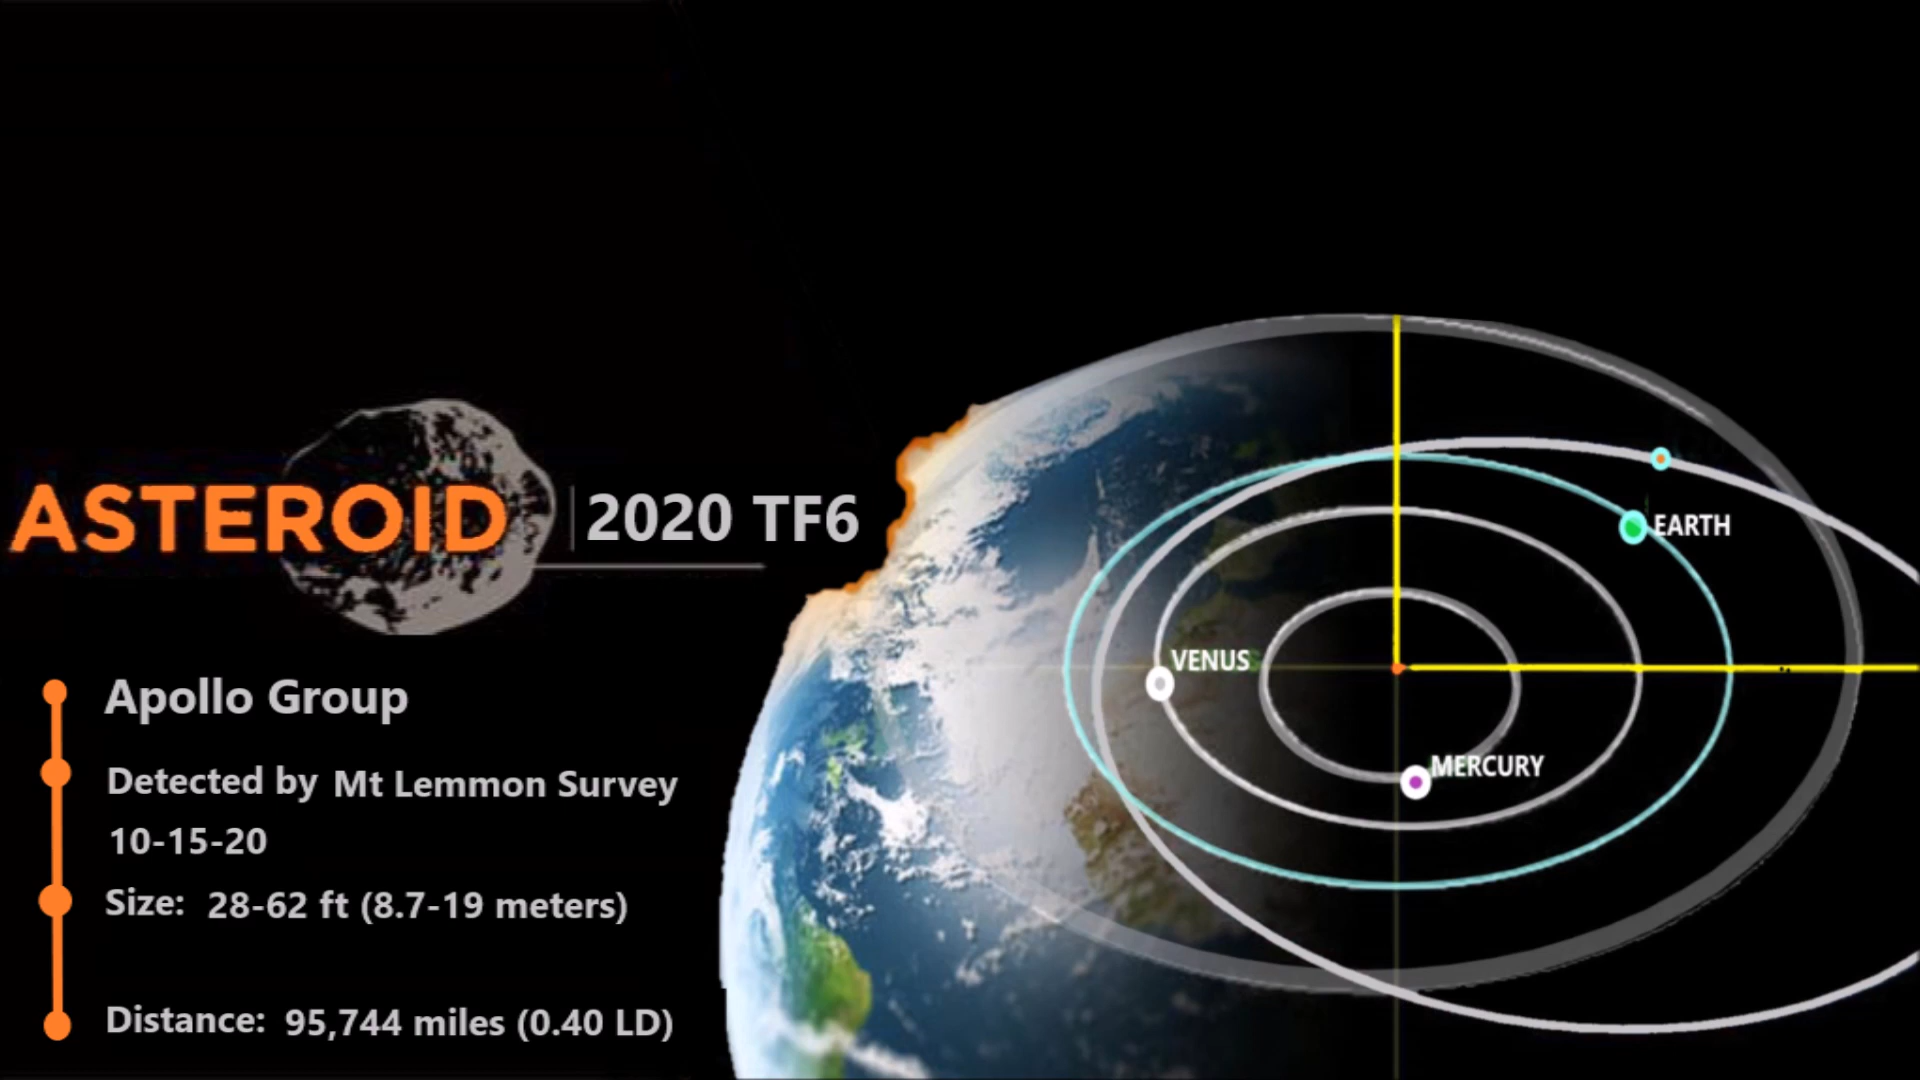 ASTEROID | 2020 TF6
Apollo Group
Detected by Mt Lemmon Survey
10-15-20
Size: 28-62 ft (8.7-19 meters)
Distance: 95,744 miles (0.40 LD)
EARTH
VENUS
MERCURY